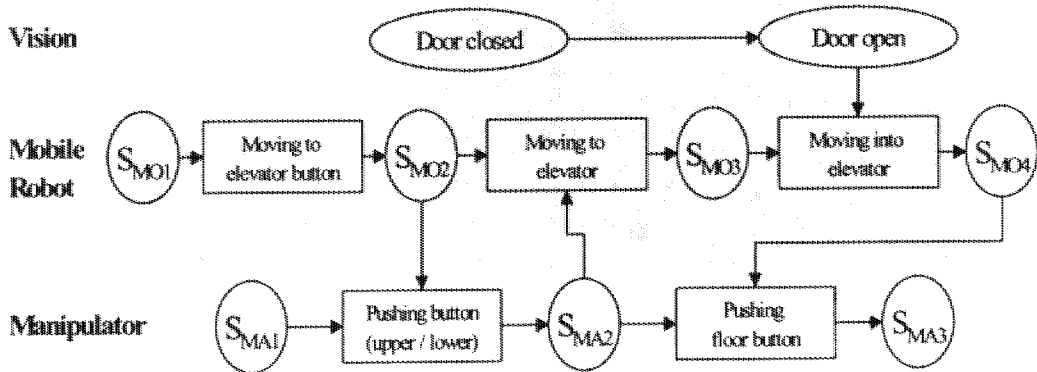 Vision
Door closed
Door open
Mobile
Robot
S_MO1
Moving to
elevator button
S_MO2
Moving to
elevator
S_MO3
Moving into
elevator
S_MO4
Manipulator
S_MA1
Pushing button
(upper / lower)
S_MA2
Pushing
floor button
S_MA3